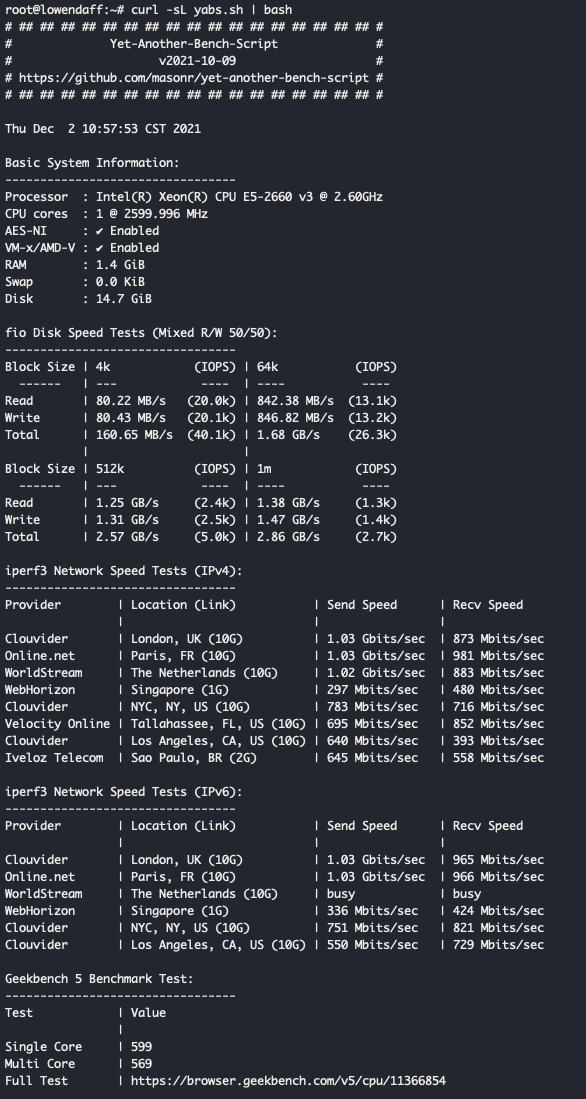 root@lowendaff:~# curl -sL yabs.sh | bash
# ## ## ## ## ## ## ## ## ## ## ## ## ## ## ## ## ## #
#              Yet-Another-Bench-Script              #
#                     v2021-10-09                    #
# https://github.com/masonr/yet-another-bench-script #
# ## ## ## ## ## ## ## ## ## ## ## ## ## ## ## ## ## #
Thu Dec  2 10:57:53 CST 2021
Basic System Information:
---------------------------------
Processor  : Intel(R) Xeon(R) CPU E5-2660 v3 @ 2.60GHz
CPU cores  : 1 @ 2599.996 MHz
AES-NI     : ✔ Enabled
VM-x/AMD-V : ✔ Enabled
RAM        : 1.4 GiB
Swap       : 0.0 KiB
Disk       : 14.7 GiB
fio Disk Speed Tests (Mixed R/W 50/50):
---------------------------------
Block Size | 4k            (IOPS) | 64k           (IOPS)
  ------   | ---            ----  | ----           ----
Read       | 80.22 MB/s   (20.0k) | 842.38 MB/s  (13.1k)
Write      | 80.43 MB/s   (20.1k) | 846.82 MB/s  (13.2k)
Total      | 160.65 MB/s  (40.1k) | 1.68 GB/s    (26.3k)
           |                      |
Block Size | 512k          (IOPS) | 1m            (IOPS)
  ------   | ---            ----  | ----           ----
Read       | 1.25 GB/s     (2.4k) | 1.38 GB/s     (1.3k)
Write      | 1.31 GB/s     (2.5k) | 1.47 GB/s     (1.4k)
Total      | 2.57 GB/s     (5.0k) | 2.86 GB/s     (2.7k)
iperf3 Network Speed Tests (IPv4):
---------------------------------
Provider        | Location (Link)           | Send Speed      | Recv Speed
                |                           |                 |
Clouvider       | London, UK (10G)          | 1.03 Gbits/sec  | 873 Mbits/sec
Online.net      | Paris, FR (10G)           | 1.03 Gbits/sec  | 981 Mbits/sec
WorldStream     | The Netherlands (10G)     | 1.02 Gbits/sec  | 883 Mbits/sec
WebHorizon      | Singapore (1G)            | 297 Mbits/sec   | 480 Mbits/sec
Clouvider       | NYC, NY, US (10G)         | 783 Mbits/sec   | 716 Mbits/sec
Velocity Online | Tallahassee, FL, US (10G) | 695 Mbits/sec   | 852 Mbits/sec
Clouvider       | Los Angeles, CA, US (10G) | 640 Mbits/sec   | 393 Mbits/sec
Iveloz Telecom  | Sao Paulo, BR (2G)        | 645 Mbits/sec   | 558 Mbits/sec
iperf3 Network Speed Tests (IPv6):
---------------------------------
Provider        | Location (Link)           | Send Speed      | Recv Speed
                |                           |                 |
Clouvider       | London, UK (10G)          | 1.03 Gbits/sec  | 965 Mbits/sec
Online.net      | Paris, FR (10G)           | 1.03 Gbits/sec  | 966 Mbits/sec
WorldStream     | The Netherlands (10G)     | busy            | busy
WebHorizon      | Singapore (1G)            | 336 Mbits/sec   | 424 Mbits/sec
Clouvider       | NYC, NY, US (10G)         | 751 Mbits/sec   | 821 Mbits/sec
Clouvider       | Los Angeles, CA, US (10G) | 550 Mbits/sec   | 729 Mbits/sec
Geekbench 5 Benchmark Test:
---------------------------------
Test            | Value
                |
Single Core     | 599
Multi Core      | 569
Full Test       | https://browser.geekbench.com/v5/cpu/11366854